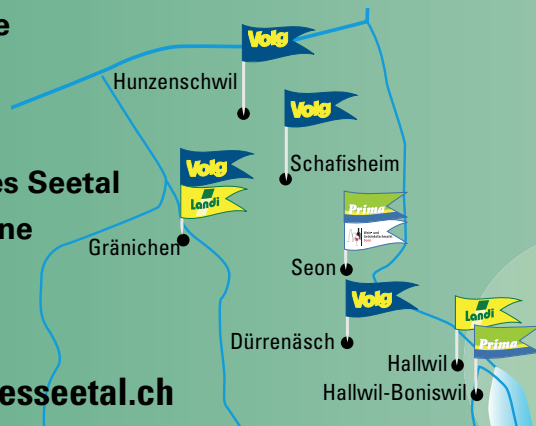 e
Volg
Hunzenschwil
Volg
Schafisheim
es Seetal
Volg
Landi
ne
Gränichen
Prima
Seon
Volg
Landi
Dürrenäsch
Prima
Hallwil
Hallwil-Boniswil
esseetal.ch